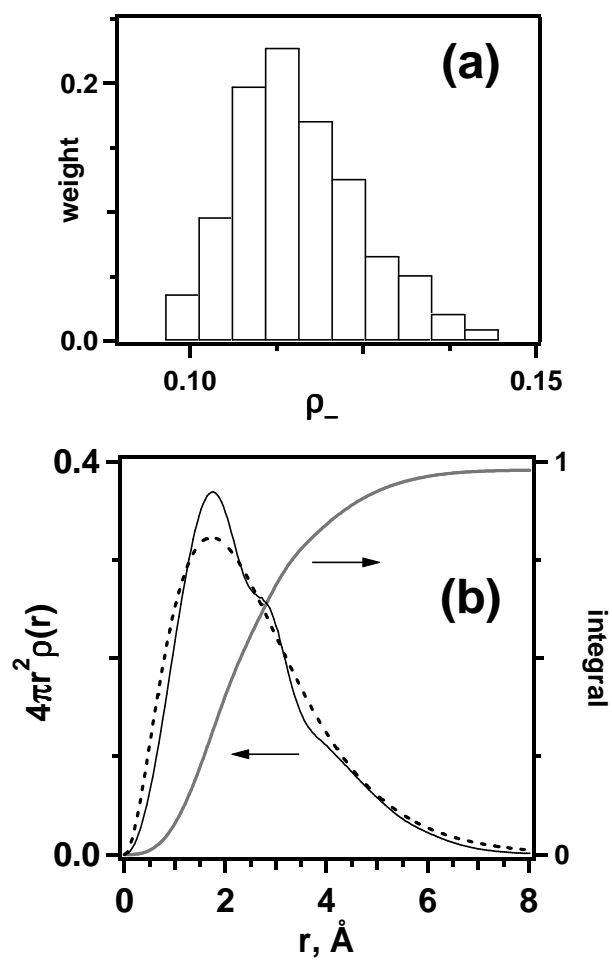 (a)
0.2
weight
0.0
0.10
0.15
ρ_
0.4
1
(b)
4πr²ρ(r)
integral
0.0
0
0
2
4
6
8
r, Å